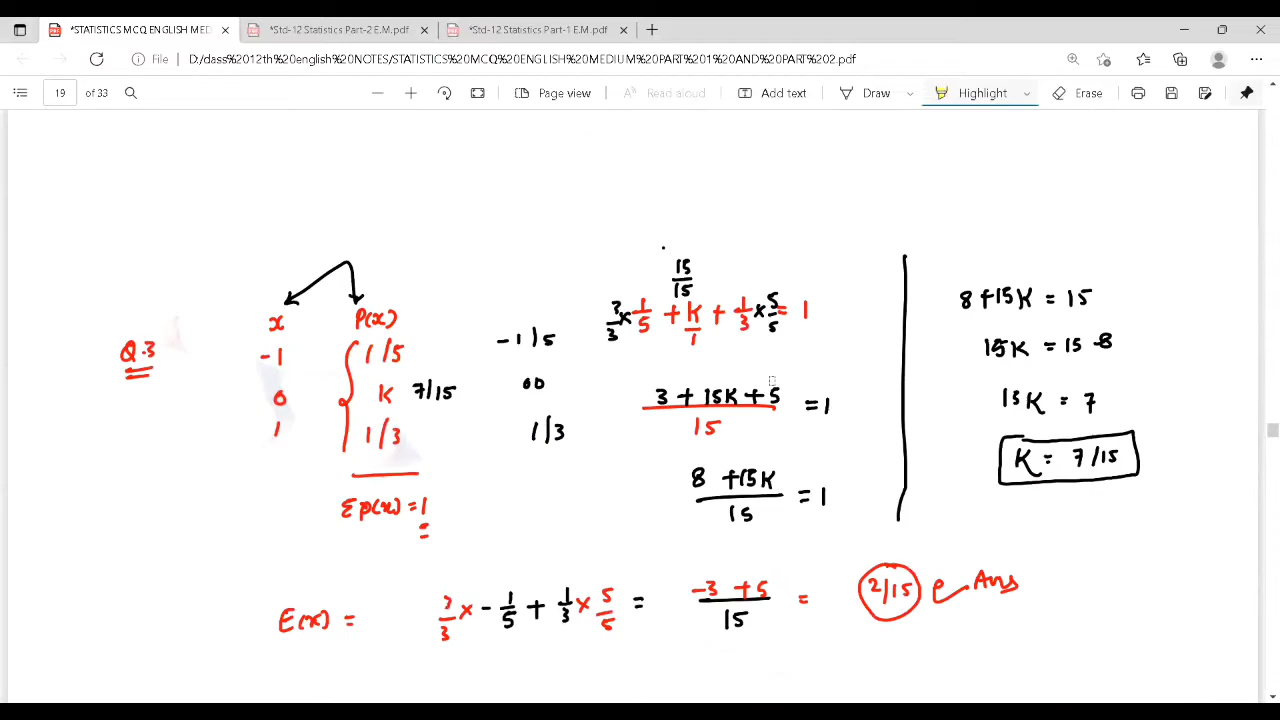 *STATISTICS MCQ ENGLISH MED
*Std-12 Statistics Part-2 E.M.pdf
*Std-12 Statistics Part-1 E.M.pdf
File
D:/class%2012th%20english%20NOTES/STATISTICS%20MCQ%20ENGLISH%20MEDIUM%20PART%201%20AND%20PART%202.pdf
19 of 33
Page view
Read aloud
Add text
Draw
Highlight
Erase
Q.3
x P(x)
-1 1/5 -1/5
0 K 7/15 00
1 1/3 1/3
Σp(x) = 1
15/15
3/3 × 1/5 + K/1 + 1/3 × 5/5 = 1
3 + 15K + 5 / 15 = 1
8 + 15K / 15 = 1
8 + 15K = 15
15K = 15 - 8
15K = 7
K = 7/15
E(x) = 3/3 × - 1/5 + 1/3 × 5/5 = -3 + 5 / 15 = 2/15 Ans